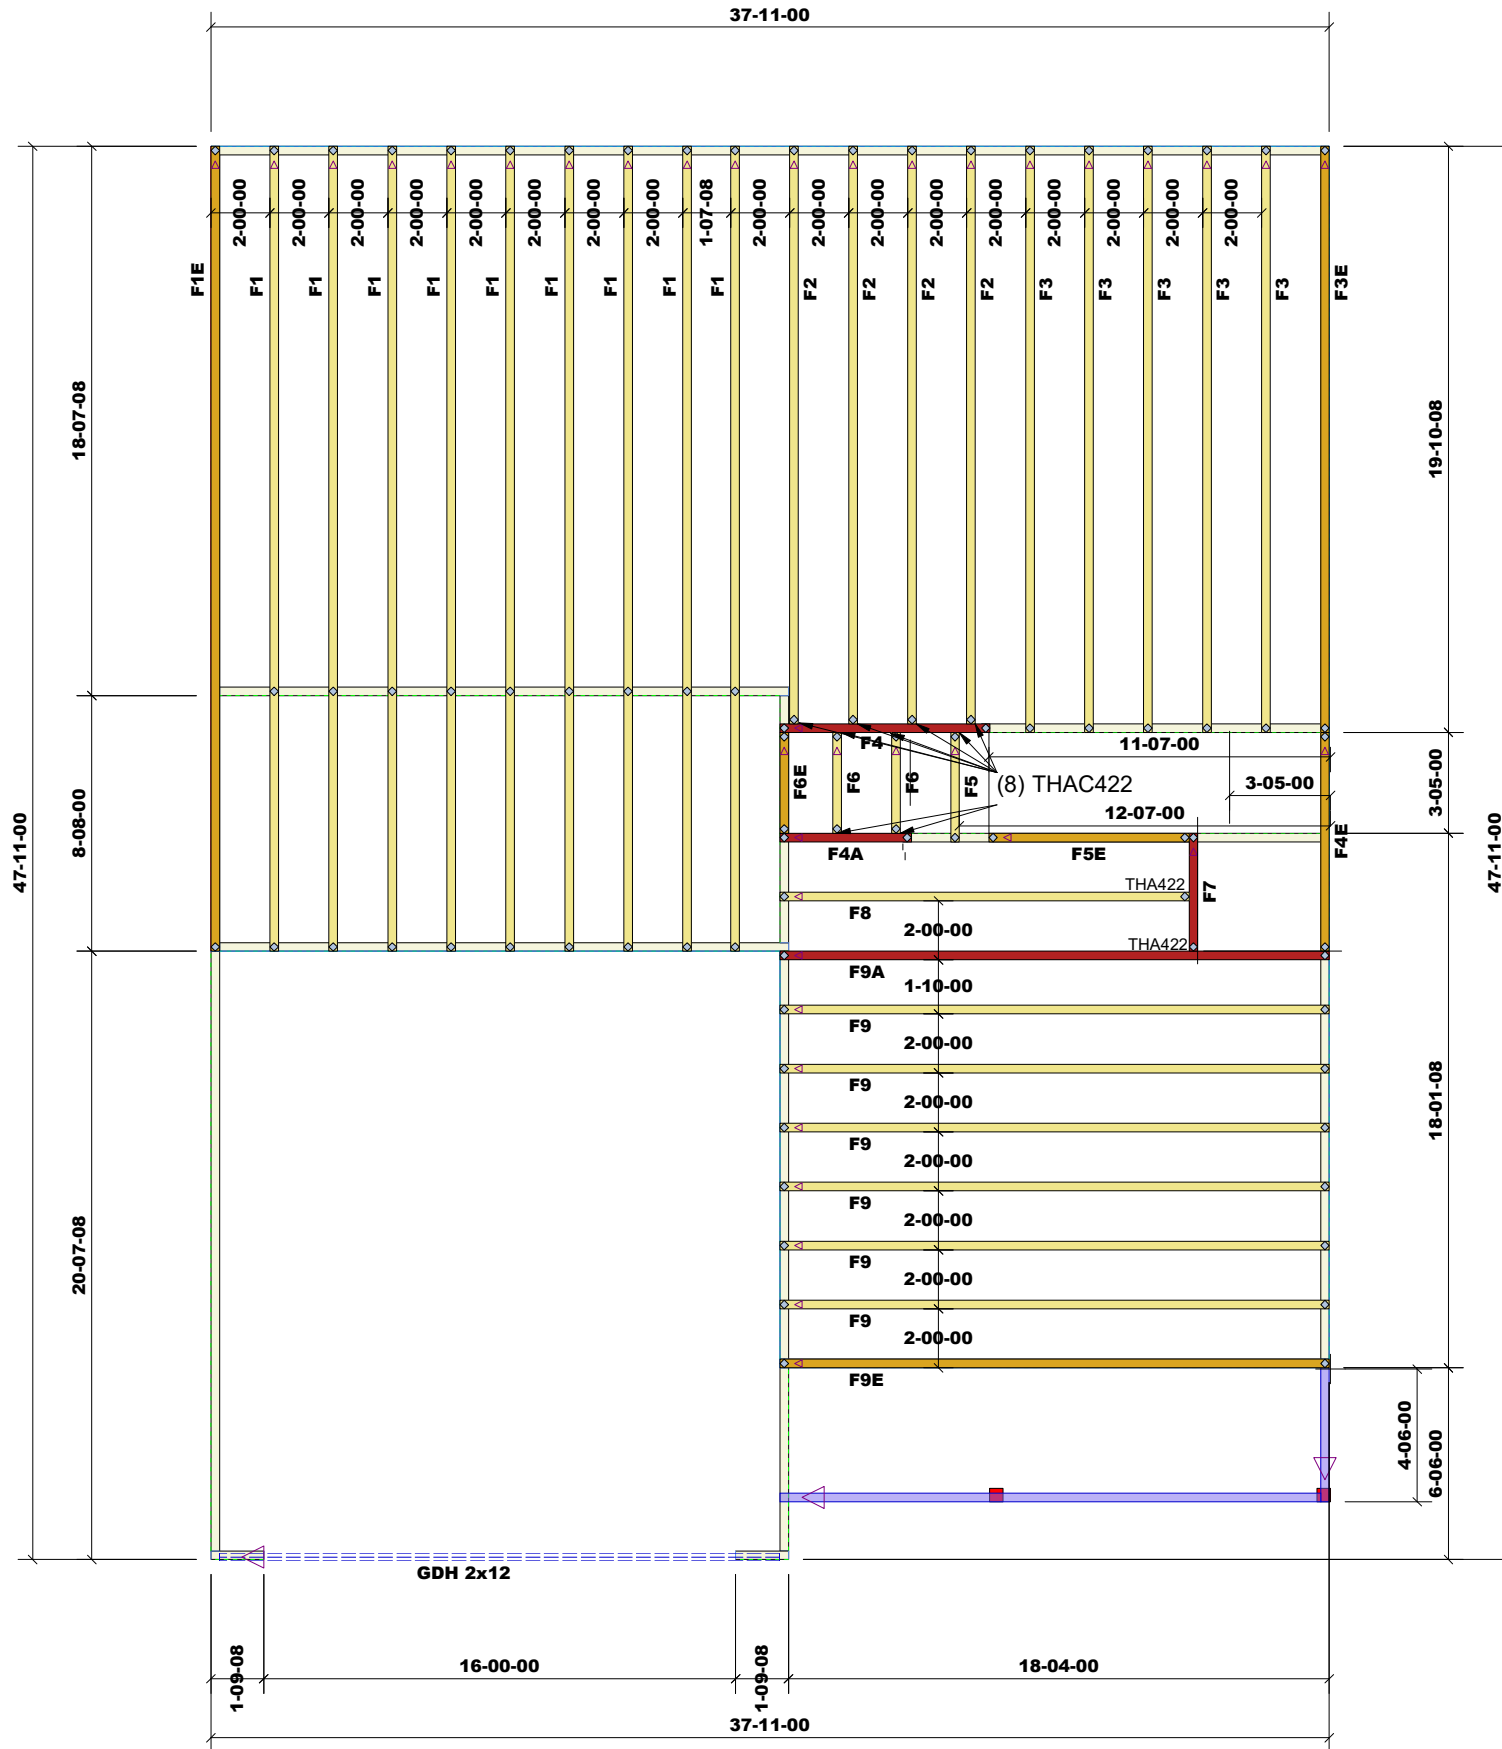 37-11-00
2-00-00
2-00-00
2-00-00
2-00-00
2-00-00
2-00-00
2-00-00
2-00-00
1-07-08
2-00-00
2-00-00
2-00-00
2-00-00
2-00-00
2-00-00
2-00-00
2-00-00
2-00-00
F1E
F1
F1
F1
F1
F1
F1
F1
F1
F1
F2
F2
F2
F2
F3
F3
F3
F3
F3
F3E
18-07-08
19-10-08
47-11-00
8-08-00
20-07-08
F4
11-07-00
F6E
F6
F6
F5
(8) THAC422
3-05-00
12-07-00
3-05-00
F4A
F5E
F4E
47-11-00
THA422
F7
F8
2-00-00
THA422
F9A
1-10-00
F9
2-00-00
F9
2-00-00
F9
2-00-00
18-01-08
F9
2-00-00
F9
2-00-00
F9
2-00-00
F9E
4-06-00
6-06-00
GDH 2x12
1-09-08
16-00-00
1-09-08
18-04-00
37-11-00